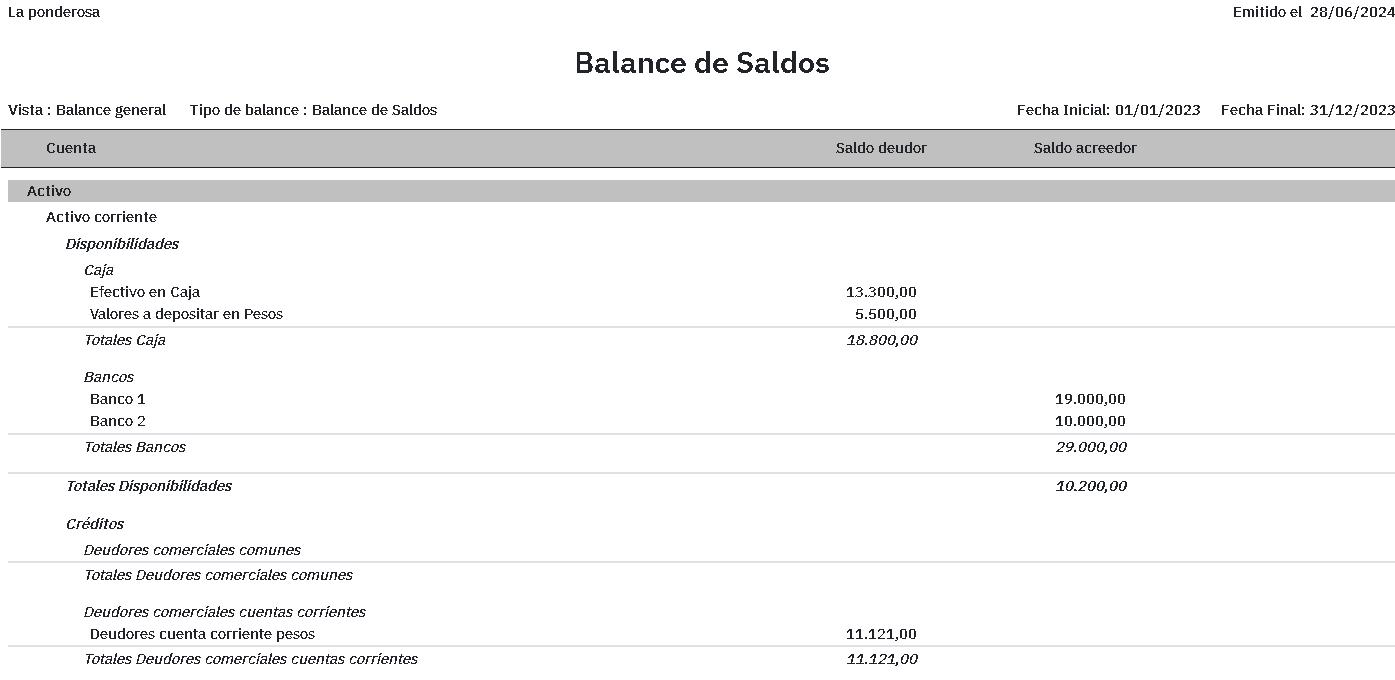 La ponderosa Emitido el 28/06/2024
Balance de Saldos
Vista : Balance general Tipo de balance : Balance de Saldos Fecha Inicial: 01/01/2023 Fecha Final: 31/12/2023
Cuenta Saldo deudor Saldo acreedor
Activo
Activo corriente
Disponibilidades
Caja
Efectivo en Caja 13.300,00
Valores a depositar en Pesos 5.500,00
Totales Caja 18.800,00
Bancos
Banco 1 19.000,00
Banco 2 10.000,00
Totales Bancos 29.000,00
Totales Disponibilidades 10.200,00
Créditos
Deudores comerciales comunes
Totales Deudores comerciales comunes
Deudores comerciales cuentas corrientes
Deudores cuenta corriente pesos 11.121,00
Totales Deudores comerciales cuentas corrientes 11.121,00